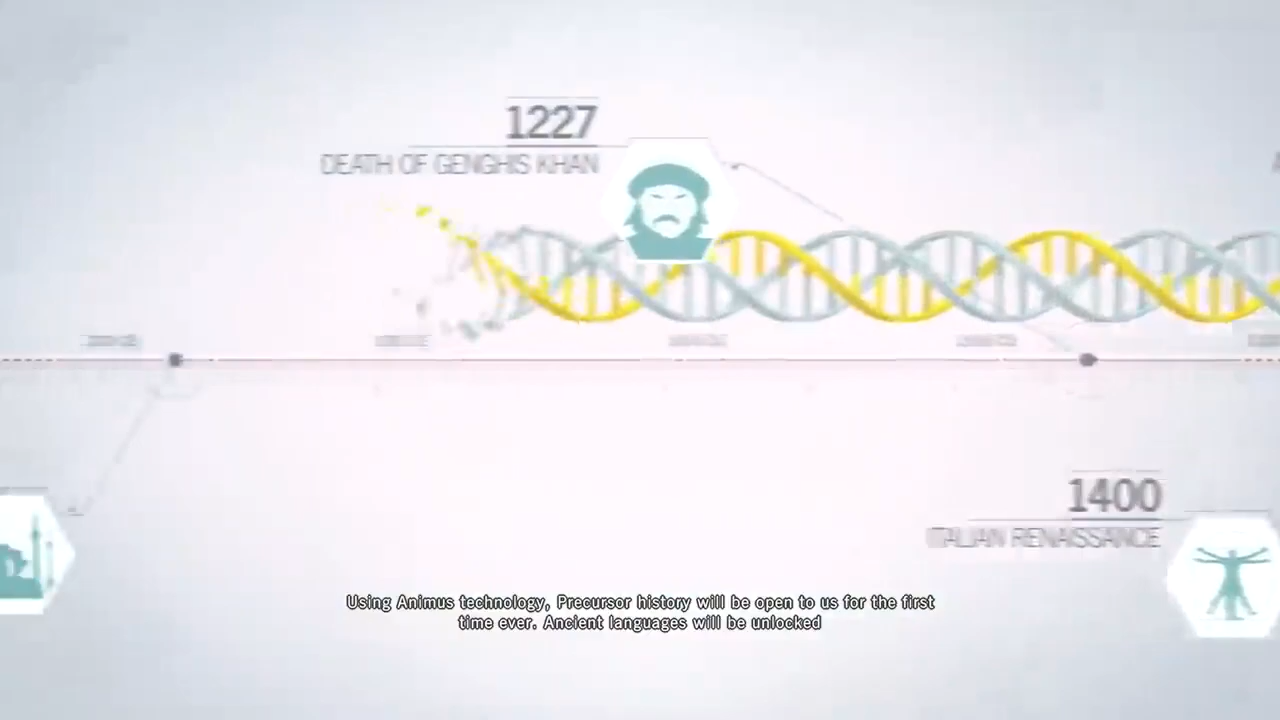 1227
DEATH OF GENGHIS KHAN
1400
ITALIAN RENAISSANCE
Using Animus technology, Precursor history will be open to us for the first
time ever. Ancient languages will be unlocked